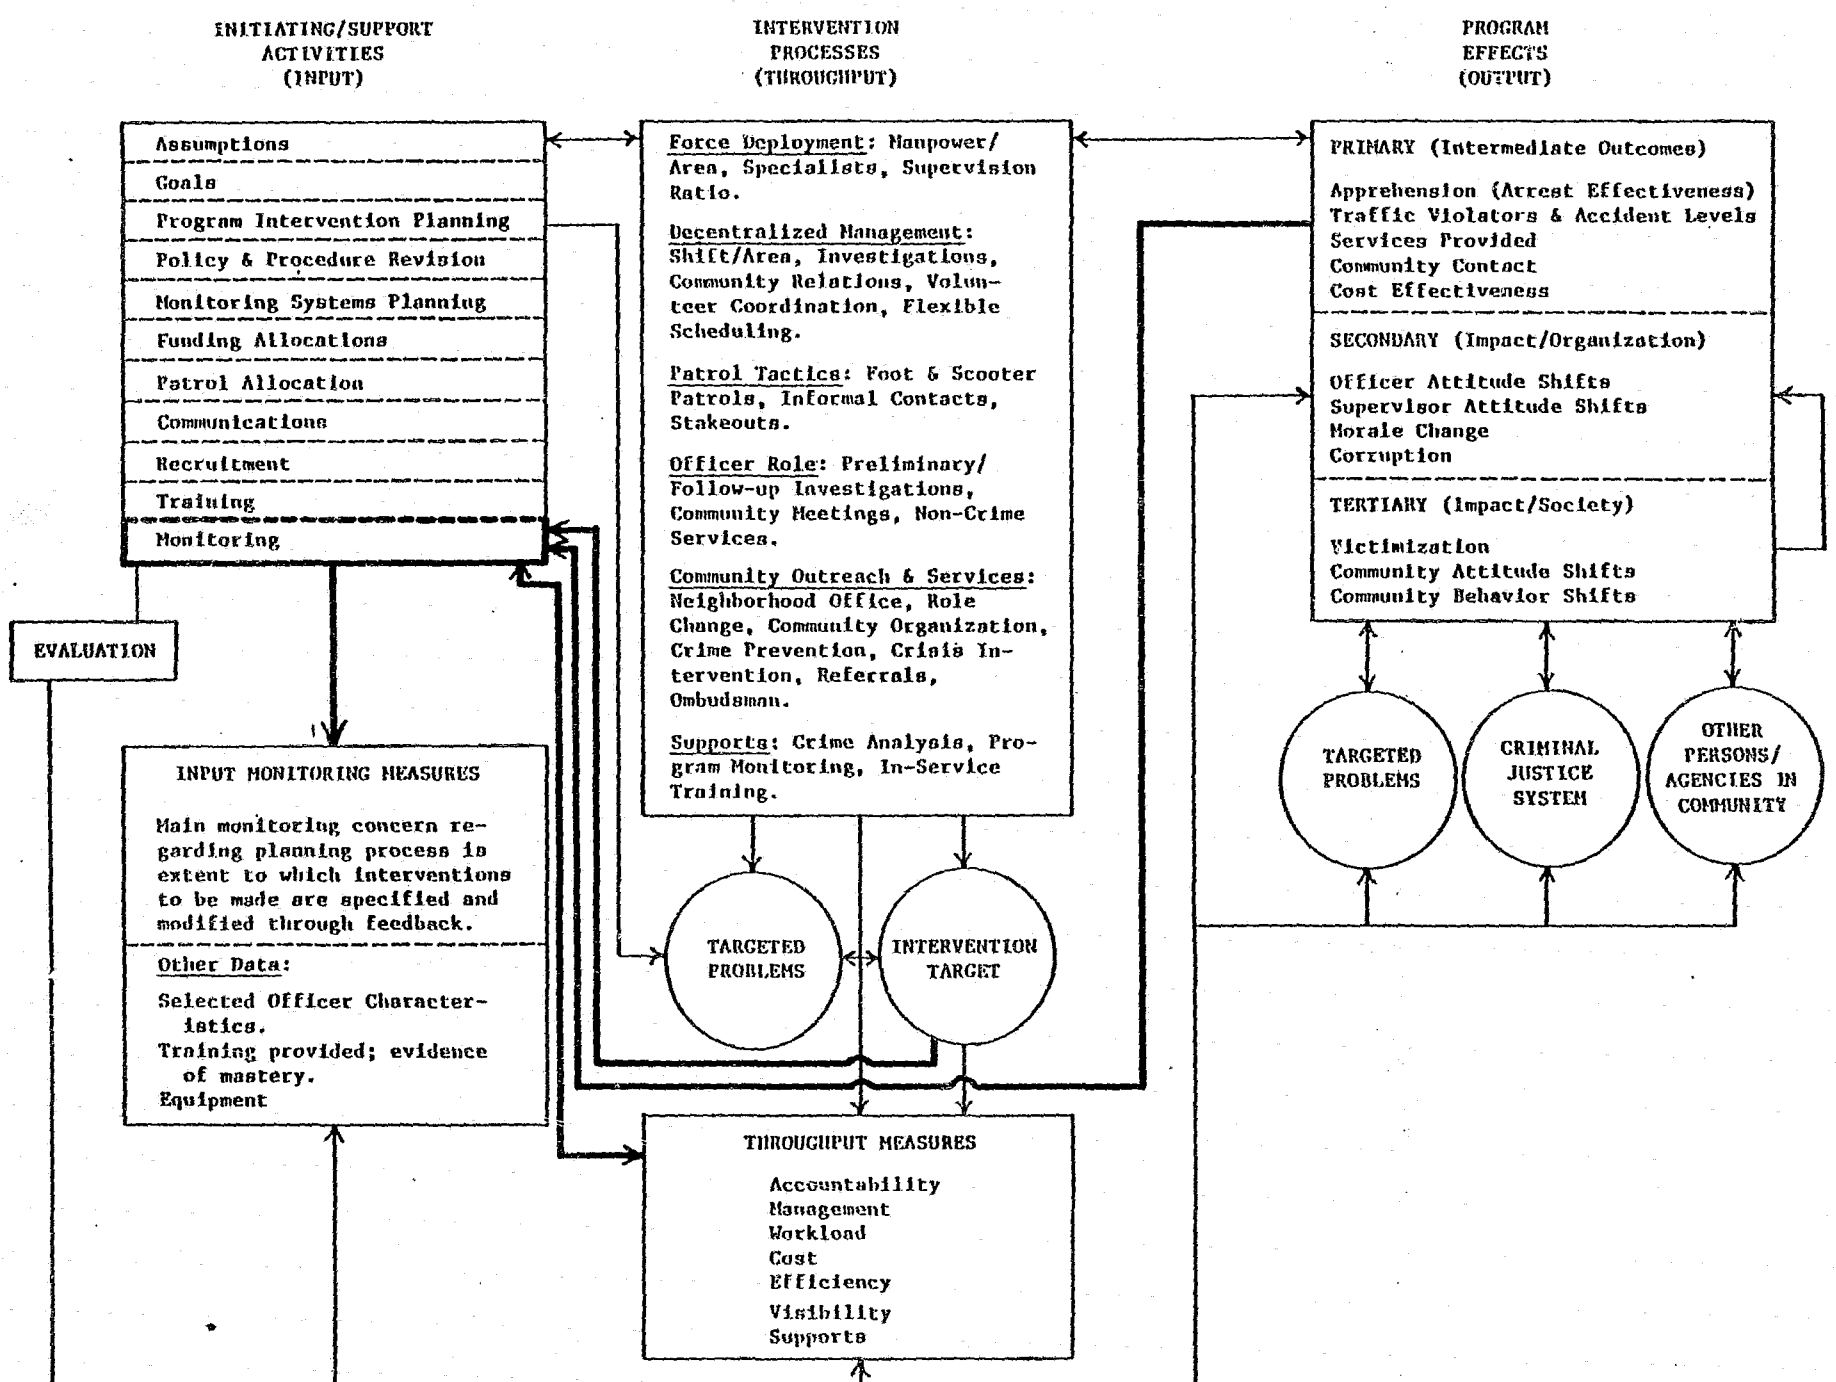 INITIATING/SUPPORT
ACTIVITIES
(INPUT)
Assumptions
Goals
Program Intervention Planning
Policy & Procedure Revision
Monitoring Systems Planning
Funding Allocations
Patrol Allocation
Communications
Recruitment
Training
Monitoring
EVALUATION
INPUT MONITORING MEASURES
Main monitoring concern re-
garding planning process is
extent to which interventions
to be made are specified and
modified through feedback.
Other Data:
Selected Officer Character-
istics.
Training provided; evidence
of mastery.
Equipment
INTERVENTION
PROCESSES
(THROUGHPUT)
Force Deployment: Manpower/
Area, Specialists, Supervision
Ratio.
Decentralized Management:
Shift/Area, Investigations,
Community Relations, Volun-
teer Coordination, Flexible
Scheduling.
Patrol Tactics: Foot & Scooter
Patrols, Informal Contacts,
Stakeouts.
Officer Role: Preliminary/
Follow-up Investigations,
Community Meetings, Non-Crime
Services.
Community Outreach & Services:
Neighborhood Office, Role
Change, Community Organization,
Crime Prevention, Crisis In-
tervention, Referrals,
Ombudsman.
Supports: Crime Analysis, Pro-
gram Monitoring, In-Service
Training.
TARGETED
PROBLEMS
INTERVENTION
TARGET
THROUGHPUT MEASURES
Accountability
Management
Workload
Cost
Efficiency
Visibility
Supports
PROGRAM
EFFECTS
(OUTPUT)
PRIMARY (Intermediate Outcomes)
Apprehension (Arrest Effectiveness)
Traffic Violators & Accident Levels
Services Provided
Community Contact
Cost Effectiveness
SECONDARY (Impact/Organization)
Officer Attitude Shifts
Supervisor Attitude Shifts
Morale Change
Corruption
TERTIARY (Impact/Society)
Victimization
Community Attitude Shifts
Community Behavior Shifts
TARGETED
PROBLEMS
CRIMINAL
JUSTICE
SYSTEM
OTHER
PERSONS/
AGENCIES IN
COMMUNITY